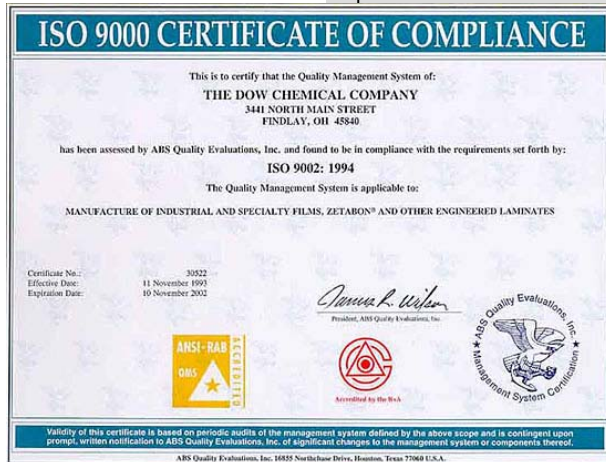 ISO 9000 CERTIFICATE OF COMPLIANCE
This is to certify that the Quality Management System of:
THE DOW CHEMICAL COMPANY
3441 NORTH MAIN STREET
FINDLAY, OH 45840
has been assessed by ABS Quality Evaluations, Inc. and found to be in compliance with the requirements set forth by:
ISO 9002: 1994
The Quality Management System is applicable to:
MANUFACTURE OF INDUSTRIAL AND SPECIALTY FILMS, ZETABON® AND OTHER ENGINEERED LAMINATES
Certificate No.: 30522
Effective Date: 11 November 1993
Expiration Date: 10 November 2002
James R. Wilson
President, ABS Quality Evaluations, Inc.
ANSI-RAB
QMS
ACCREDITED
Accredited by the RvA
ABS Quality Evaluations, Inc.
Management System Certification
Validity of this certificate is based on periodic audits of the management system defined by the above scope and is contingent upon
prompt, written notification to ABS Quality Evaluations, Inc. of significant changes to the management system or components thereof.
ABS Quality Evaluations, Inc. 16855 Northchase Drive, Houston, Texas 77060 U.S.A.